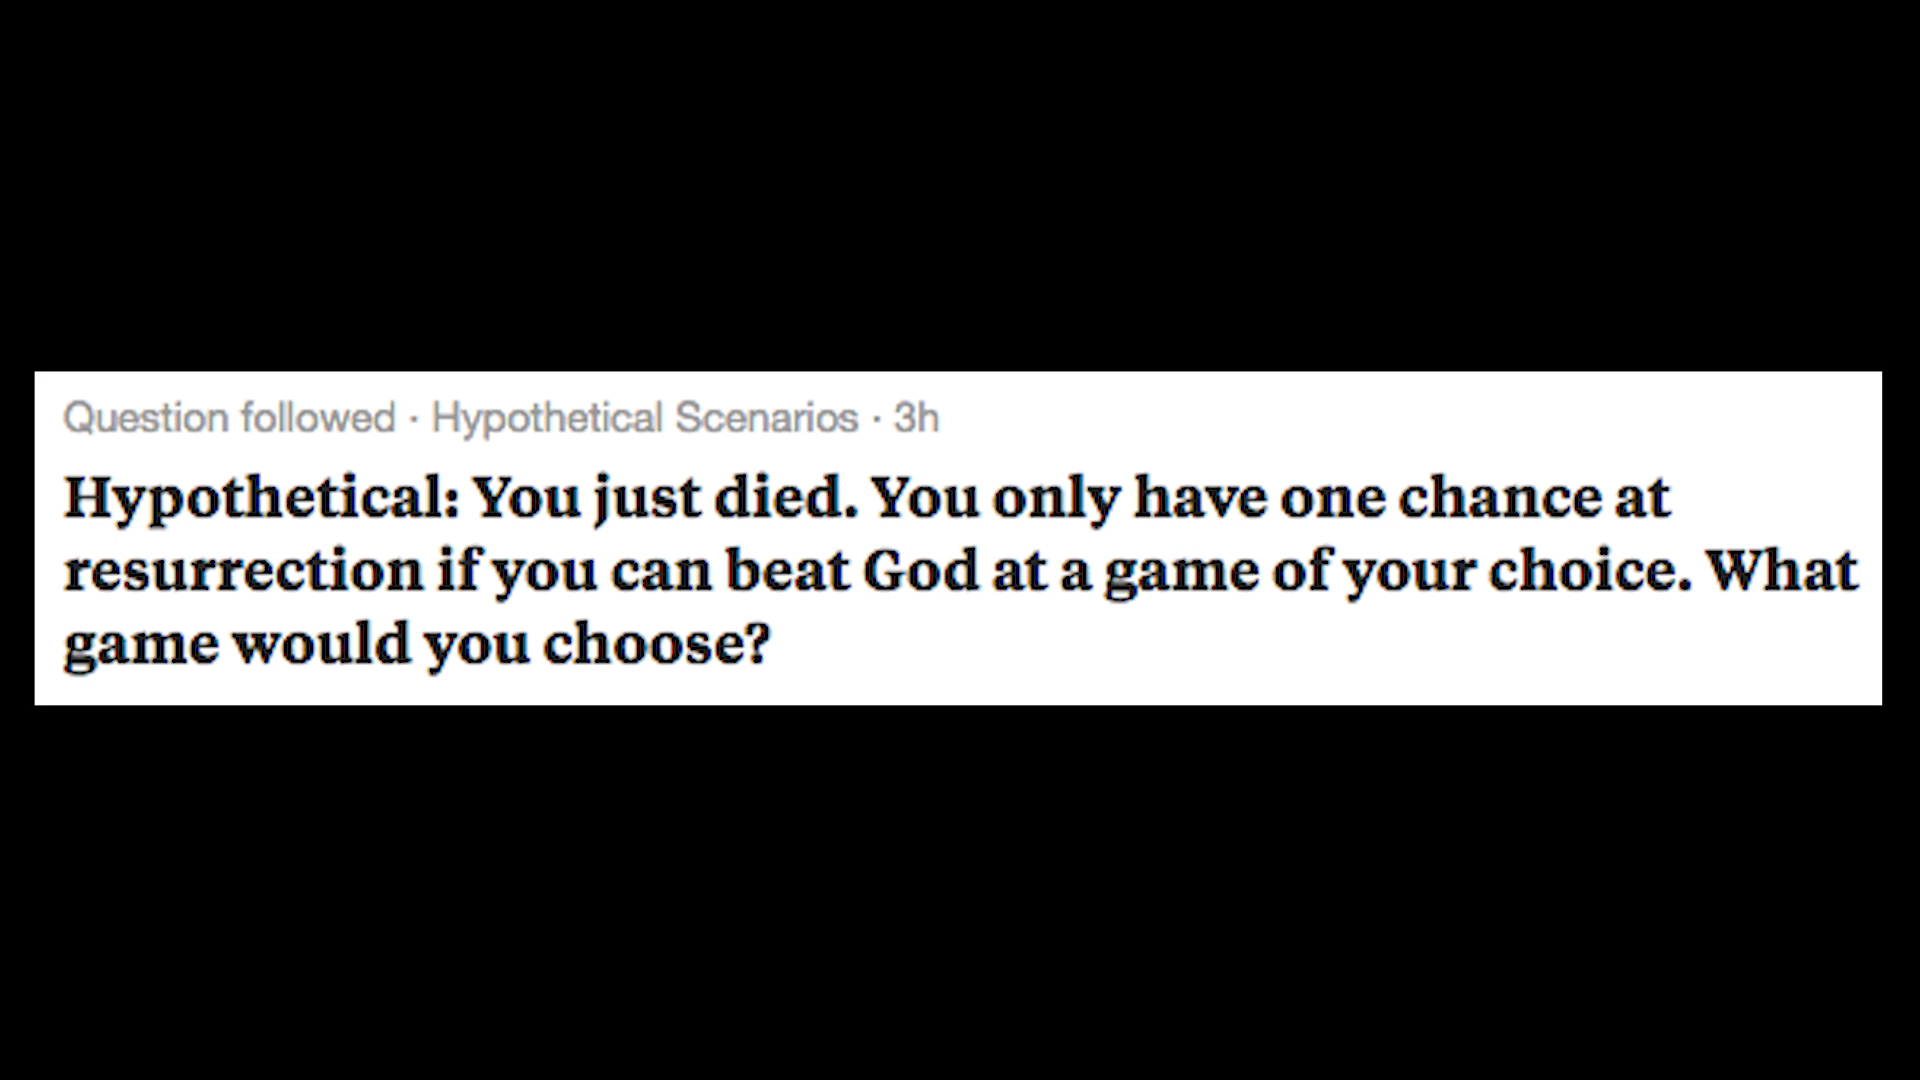 Question followed · Hypothetical Scenarios · 3h
Hypothetical: You just died. You only have one chance at
resurrection if you can beat God at a game of your choice. What
game would you choose?